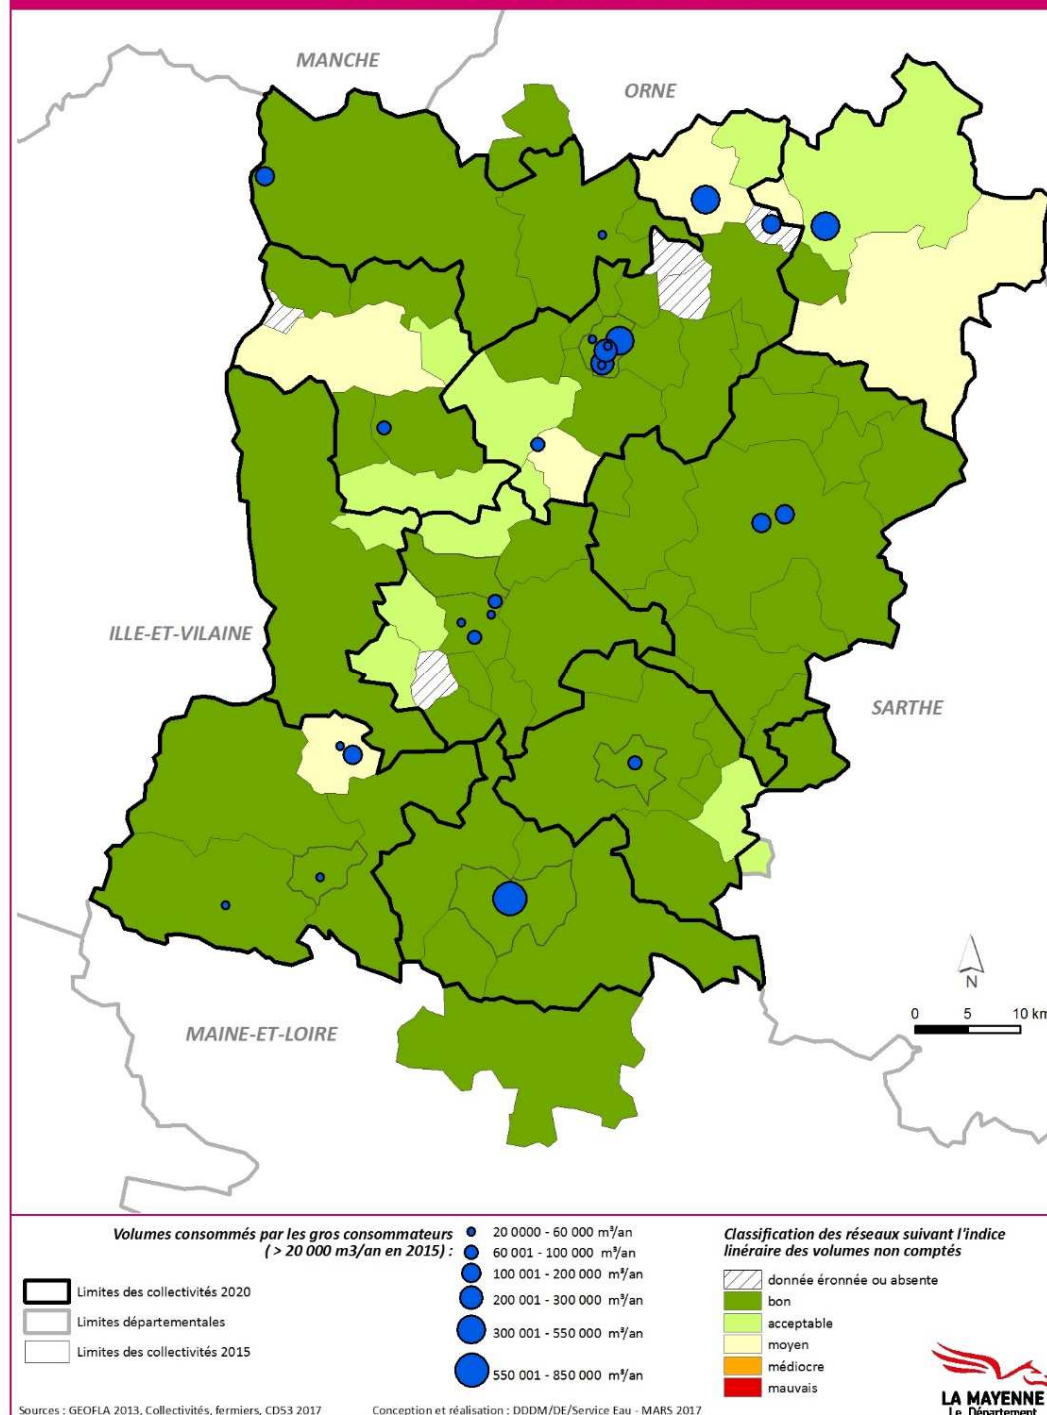 MANCHE
ORNE
ILLE-ET-VILAINE
SARTHE
MAINE-ET-LOIRE
N
0 5 10 km
Volumes consommés par les gros consommateurs
( > 20 000 m3/an en 2015) :
20 0000 - 60 000 m³/an
60 001 - 100 000 m³/an
100 001 - 200 000 m³/an
200 001 - 300 000 m³/an
300 001 - 550 000 m³/an
550 001 - 850 000 m³/an
Limites des collectivités 2020
Limites départementales
Limites des collectivités 2015
Classification des réseaux suivant l'indice
linéraire des volumes non comptés
donnée éronnée ou absente
bon
acceptable
moyen
médiocre
mauvais
LA MAYENNE
Le Département
Sources : GEOFLA 2013, Collectivités, fermiers, CD53 2017
Conception et réalisation : DDDM/DE/Service Eau - MARS 2017